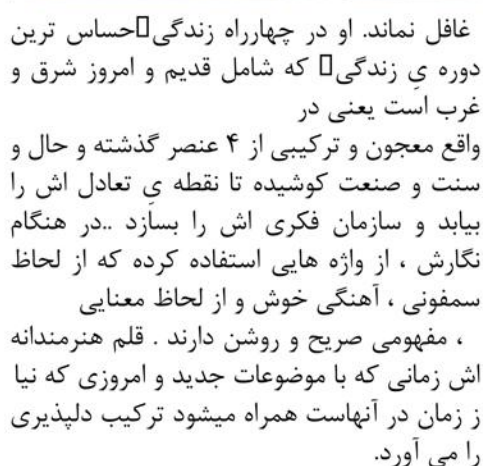 غافل نماند. او در چهارراه زندگی▯حساس ترین
دوره یِ زندگی▯ که شامل قدیم و امروز شرق و
غرب است یعنی در
واقع معجون و ترکیبی از ۴ عنصر گذشته و حال و
سنت و صنعت کوشیده تا نقطه یِ تعادل اش را
بیابد و سازمان فکری اش را بسازد ..در هنگام
نگارش ، از واژه هایی استفاده کرده که از لحاظ
سمفونی ، آهنگی خوش و از لحاظ معنایی
، مفهومی صریح و روشن دارند . قلم هنرمندانه
اش زمانی که با موضوعات جدید و امروزی که نیا
ز زمان در آنهاست همراه میشود ترکیب دلپذیری
را می آورد.